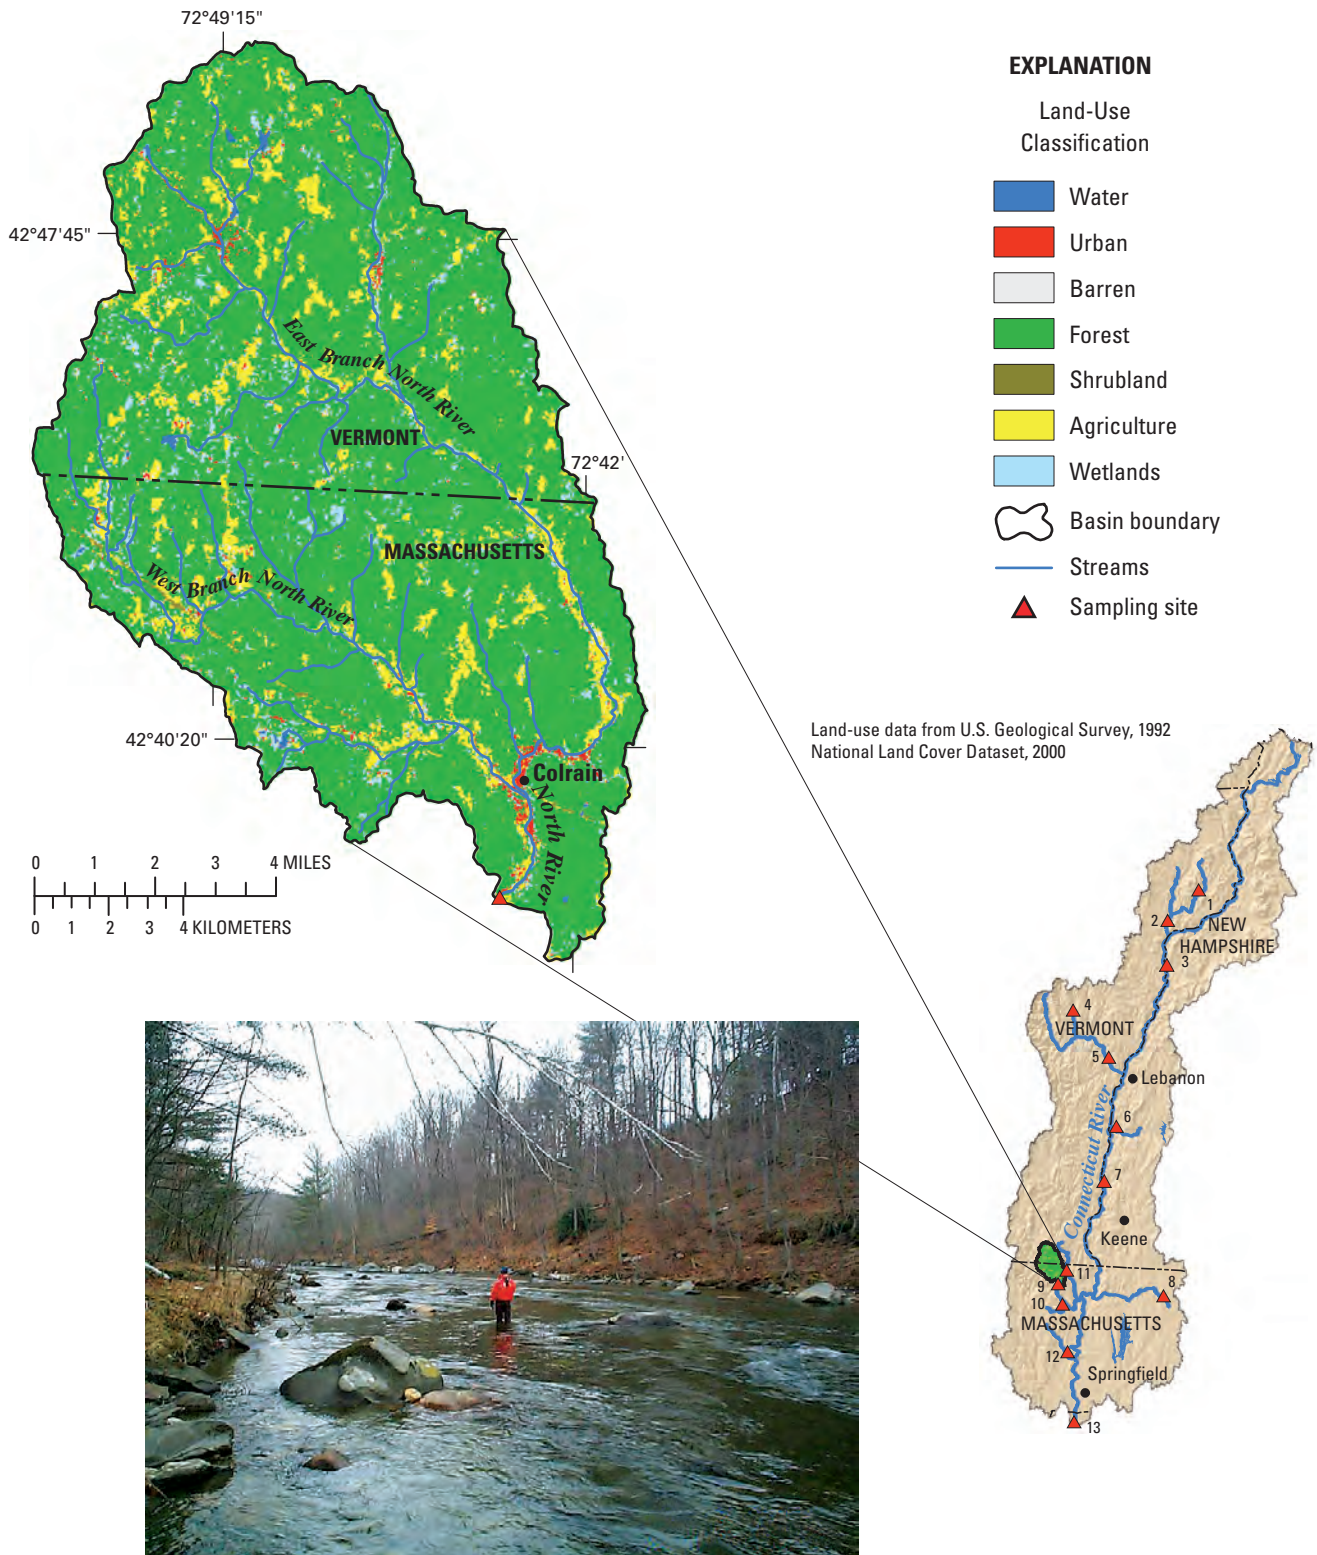 72°49'15"
42°47'45"
East Branch North River
VERMONT
72°42'
MASSACHUSETTS
West Branch North River
42°40'20"
Colrain
North River
0 1 2 3 4 MILES
0 1 2 3 4 KILOMETERS
EXPLANATION
Land-Use
Classification
Water
Urban
Barren
Forest
Shrubland
Agriculture
Wetlands
Basin boundary
Streams
Sampling site
Land-use data from U.S. Geological Survey, 1992
National Land Cover Dataset, 2000
1
2
NEW
HAMPSHIRE
3
4
VERMONT
5
Lebanon
6
Connecticut River
7
Keene
11
9
8
10
MASSACHUSETTS
12
Springfield
13